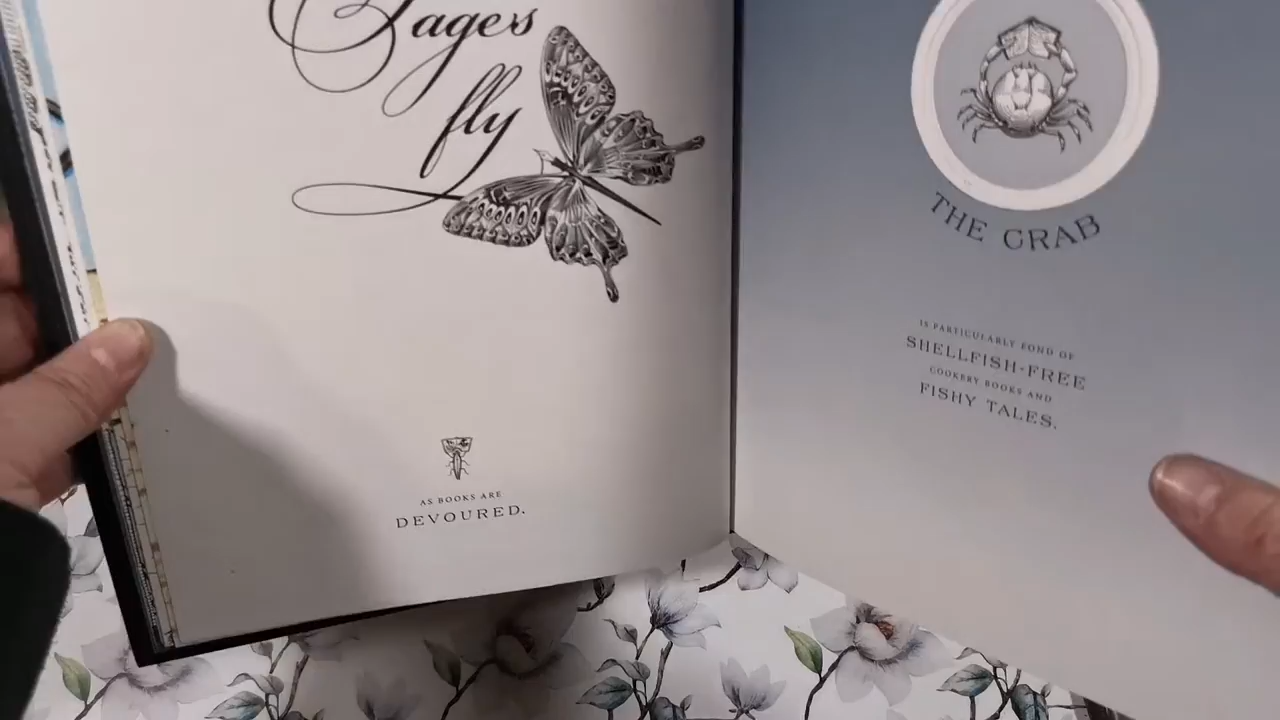 Pages
fly
AS BOOKS ARE
DEVOURED.
THE CRAB
IS PARTICULARLY FOND OF
SHELLFISH-FREE
COOKERY BOOKS AND
FISHY TALES.